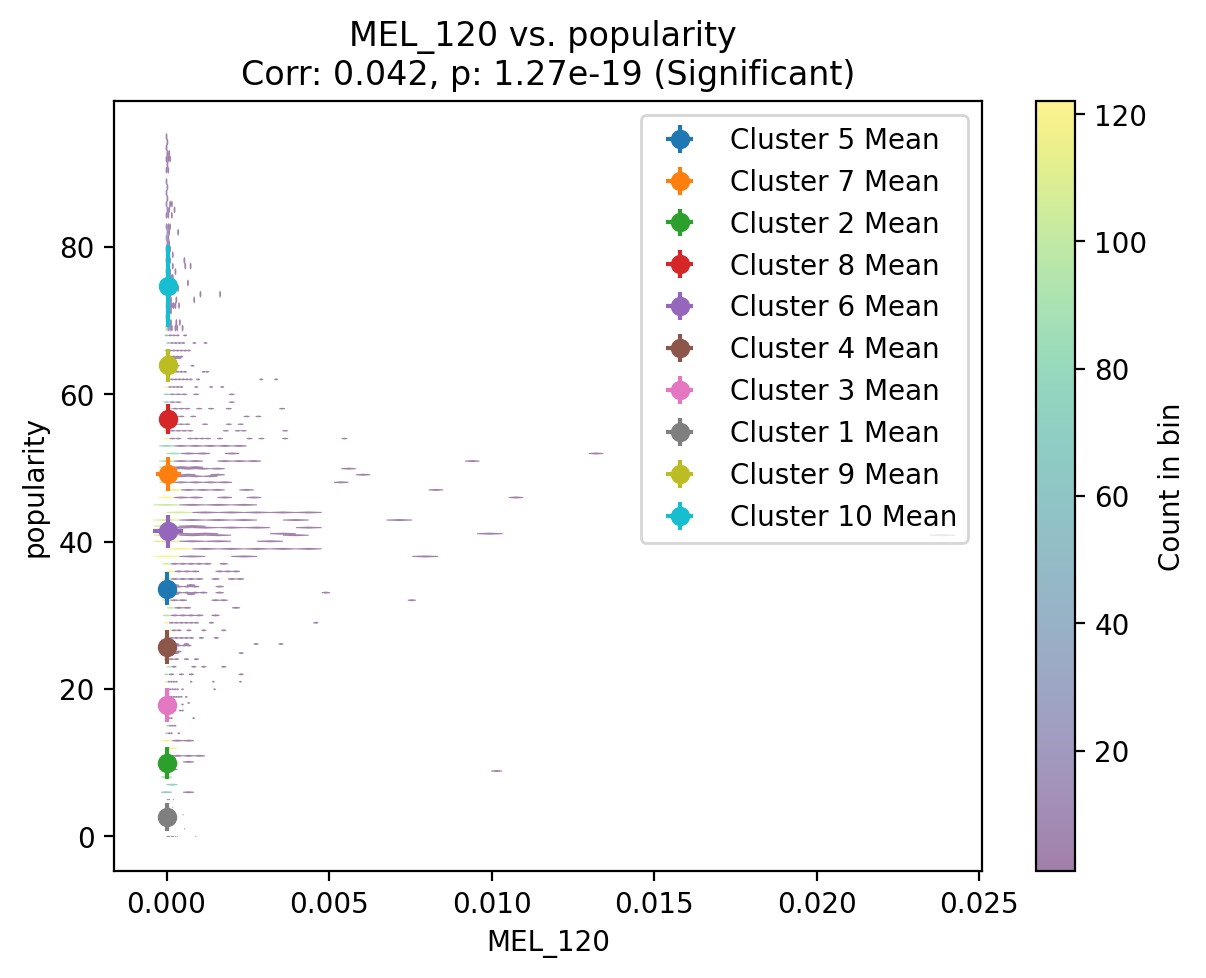 MEL_120 vs. popularity
Corr: 0.042, p: 1.27e-19 (Significant)
popularity
80
60
40
20
0
0.000
0.005
0.010
0.015
0.020
0.025
MEL_120
Cluster 5 Mean
Cluster 7 Mean
Cluster 2 Mean
Cluster 8 Mean
Cluster 6 Mean
Cluster 4 Mean
Cluster 3 Mean
Cluster 1 Mean
Cluster 9 Mean
Cluster 10 Mean
120
100
80
60
40
20
Count in bin